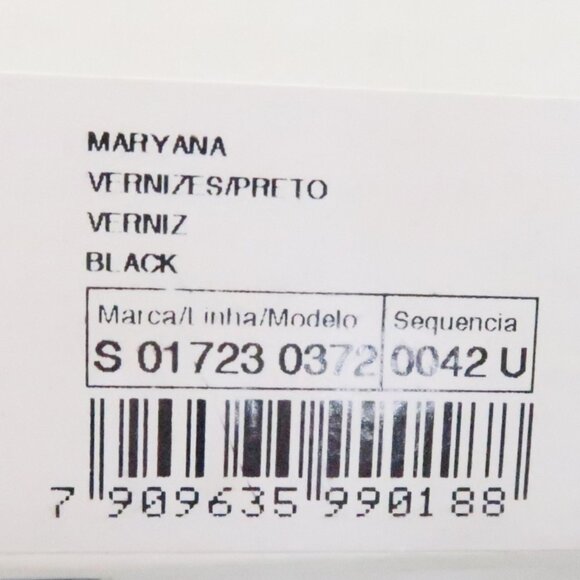 MARYANA
VERNIZES/PRETO
VERNIZ
BLACK
Marca/Linha/Modelo Sequencia
S 01723 0372 0042 U
7 909635 990188